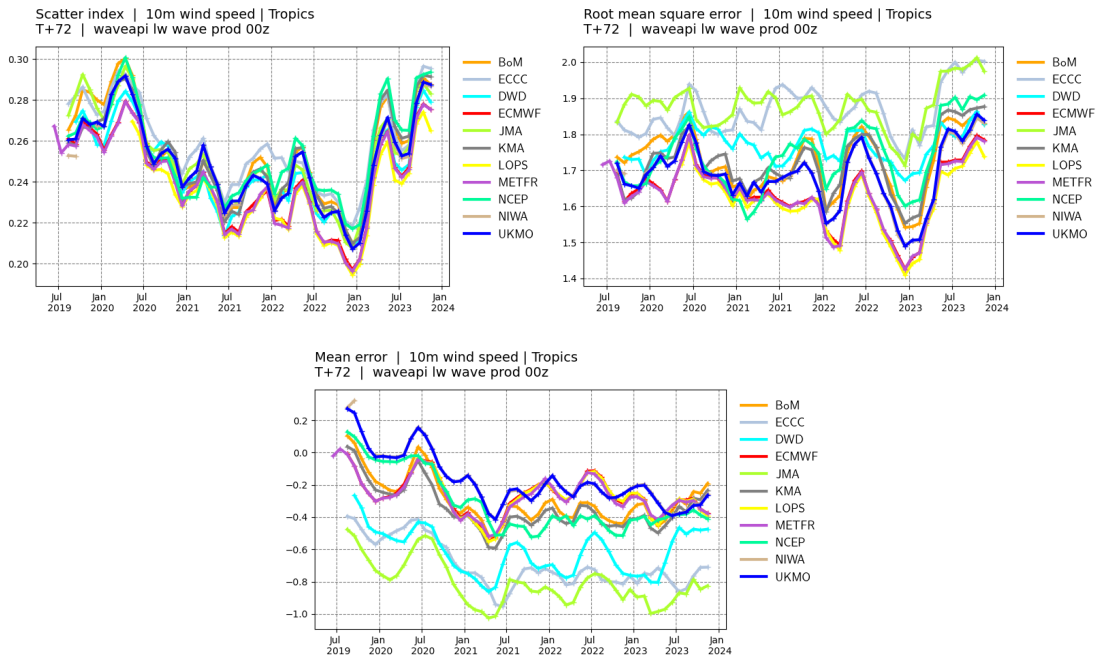 Scatter index | 10m wind speed | Tropics
T+72 | waveapi lw wave prod 00z
0.30
0.28
0.26
0.24
0.22
0.20
Jul 2019
Jan 2020
Jul 2020
Jan 2021
Jul 2021
Jan 2022
Jul 2022
Jan 2023
Jul 2023
Jan 2024
BoM
ECCC
DWD
ECMWF
JMA
KMA
LOPS
METFR
NCEP
NIWA
UKMO
Root mean square error | 10m wind speed | Tropics
T+72 | waveapi lw wave prod 00z
2.0
1.9
1.8
1.7
1.6
1.5
1.4
Jul 2019
Jan 2020
Jul 2020
Jan 2021
Jul 2021
Jan 2022
Jul 2022
Jan 2023
Jul 2023
Jan 2024
BoM
ECCC
DWD
ECMWF
JMA
KMA
LOPS
METFR
NCEP
NIWA
UKMO
Mean error | 10m wind speed | Tropics
T+72 | waveapi lw wave prod 00z
0.2
0.0
−0.2
−0.4
−0.6
−0.8
−1.0
Jul 2019
Jan 2020
Jul 2020
Jan 2021
Jul 2021
Jan 2022
Jul 2022
Jan 2023
Jul 2023
Jan 2024
BoM
ECCC
DWD
ECMWF
JMA
KMA
LOPS
METFR
NCEP
NIWA
UKMO